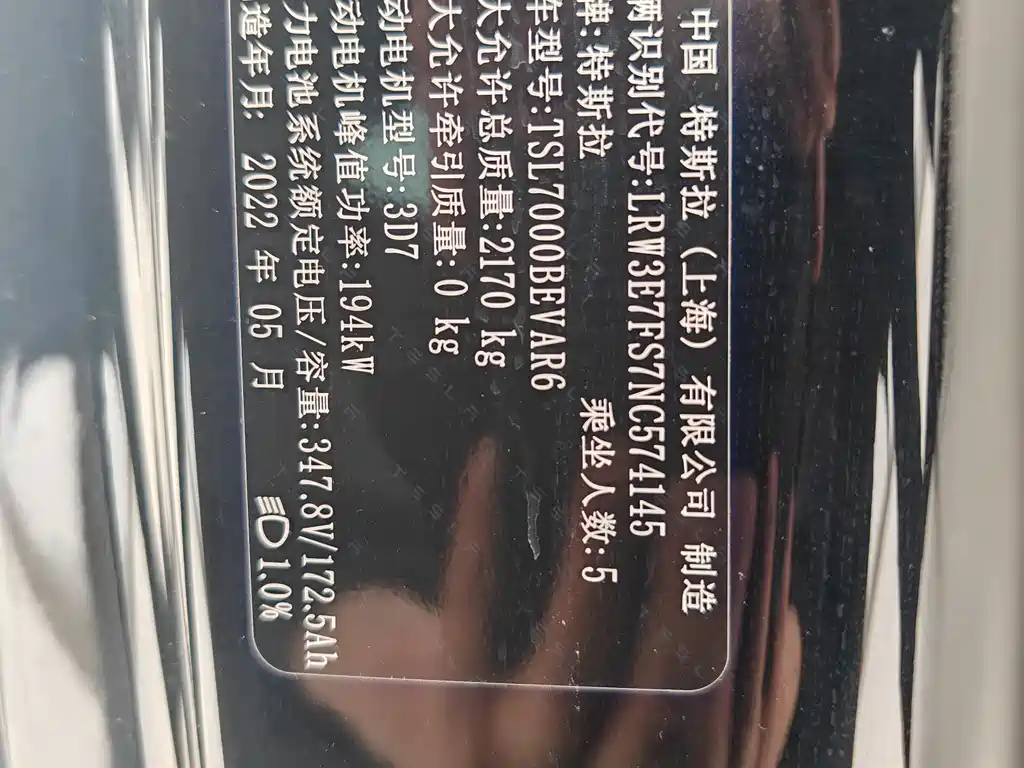 中国 特斯拉（上海）有限公司 制造
辆识别代号:LRW3E7FS7NC574145
牌:特斯拉 乘坐人数:5
车型号:TSL7000BEVAR6
大允许总质量:2170 kg
大允许牵引质量:0 kg
动电机型号:3D7
动电机峰值功率:194kW
力电池系统额定电压/容量:347.8V/172.5Ah
造年月: 2022 年 05 月 1.0%